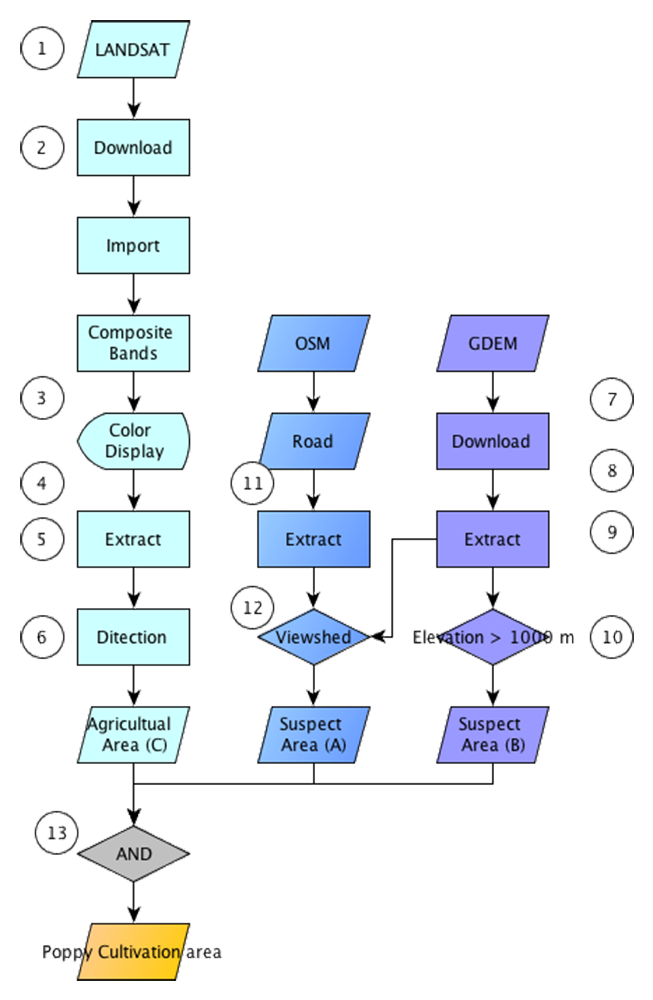 1
LANDSAT
2
Download
Import
Composite
Bands
3
Color
Display
4
5
Extract
6
Ditection
Agricultual
Area (C)
OSM
Road
11
Extract
12
Viewshed
Suspect
Area (A)
GDEM
7
Download
8
Extract
9
Elevation > 1000 m
10
Suspect
Area (B)
13
AND
Poppy Cultivation area